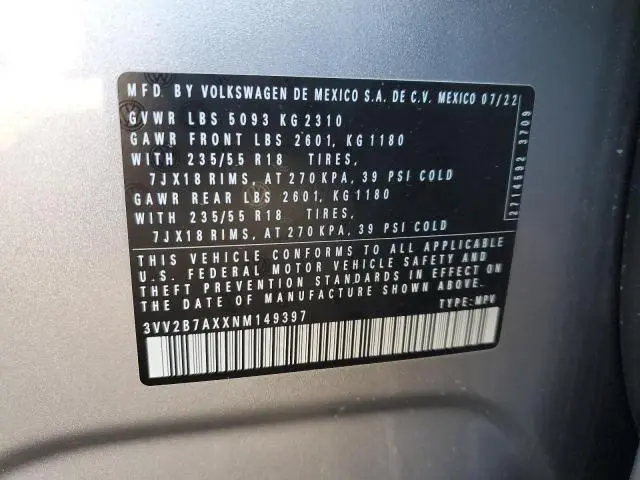 MFD BY VOLKSWAGEN DE MEXICO S.A. DE C.V. MEXICO 07/22
GVWR LBS 5093 KG 2310
GAWR FRONT LBS 2601, KG 1180
WITH 235/55 R18 TIRES,
7JX18 RIMS, AT 270 KPA, 39 PSI COLD
GAWR REAR LBS 2601, KG 1180
WITH 235/55 R18 TIRES,
7JX18 RIMS, AT 270 KPA, 39 PSI COLD
THIS VEHICLE CONFORMS TO ALL APPLICABLE
U.S. FEDERAL MOTOR VEHICLE SAFETY AND
THEFT PREVENTION STANDARDS IN EFFECT ON
THE DATE OF MANUFACTURE SHOWN ABOVE.
3VV2B7AXXNM149397 TYPE: MPV
2774592 3709